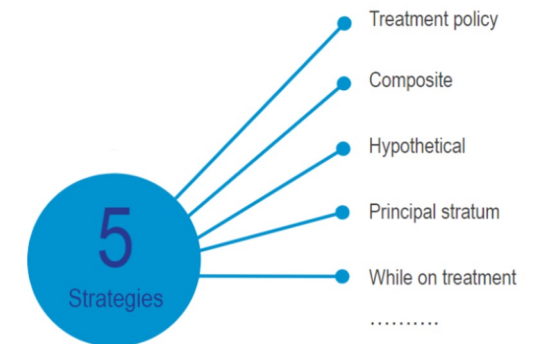 Treatment policy
Composite
Hypothetical
Principal stratum
While on treatment
……….
5
Strategies